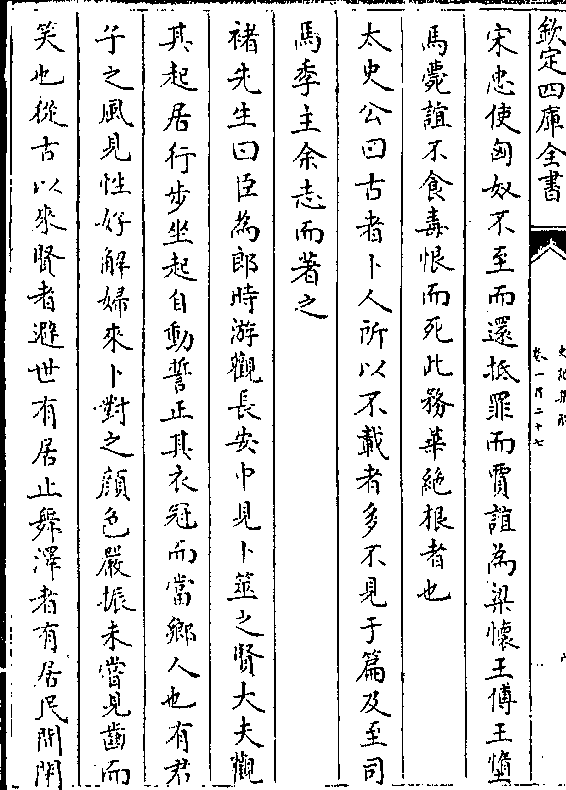 欽定四庫全書
卷一百二十七
宋忠使匈奴不至而還抵罪而賈誼為梁懷王傅王墮
馬薨誼不食毒恨而死此務華絶根者也
太史公曰古者卜人所以不載者多不見于篇及至司
馬季主余志而著之
褚先生曰臣為郎時游觀長安中見卜筮之賢大夫觀
其起居行步坐起自動誓正其衣冠而當鄉人也有君
子之風見性好解婦來卜對之顔色嚴振未嘗見齒而
笑也從古以來賢者避世有居止舞澤者有居民間閉